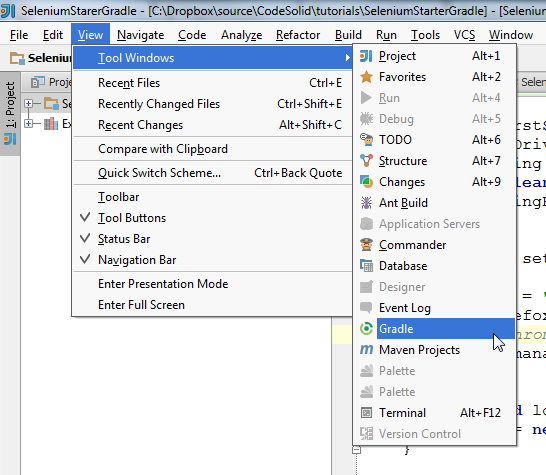 SeleniumStarerGradle - [C:\Dropbox\source\CodeSolid\tutorials\SeleniumStarterGradle] - [Selenium
File Edit View Navigate Code Analyze Refactor Build Run Tools VCS Window
Selenium
Tool Windows
Recent Files Ctrl+E
Recently Changed Files Ctrl+Shift+E
Recent Changes Alt+Shift+C
Compare with Clipboard
Quick Switch Scheme... Ctrl+Back Quote
Toolbar
Tool Buttons
Status Bar
Navigation Bar
Enter Presentation Mode
Enter Full Screen
Project Alt+1
Favorites Alt+2
Run Alt+4
Debug Alt+5
TODO Alt+6
Structure Alt+7
Changes Alt+9
Ant Build
Application Servers
Commander
Database
Designer
Event Log
Gradle
Maven Projects
Palette
Palette
Terminal Alt+F12
Version Control
1: Project
Proje
Se
Ex
Selen
rstS
Driv
ing
lean
ingE
set
= '
efox
hrom
mana
d lo
= ne
}